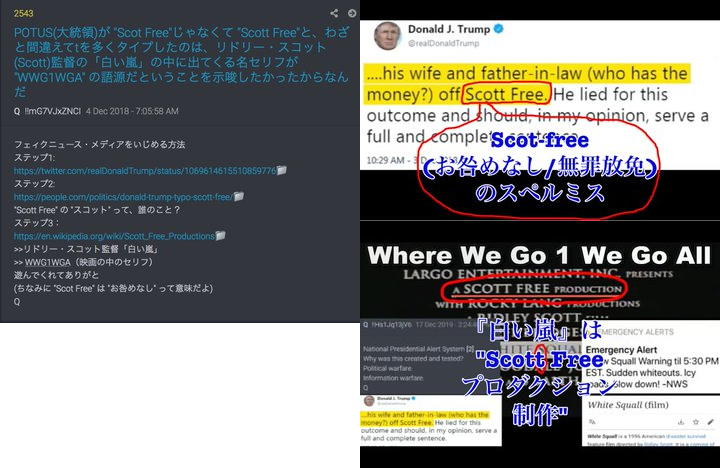 2543
POTUS(大統領)が "Scot Free"じゃなくて "Scott Free"と、わざ
と間違えてtを多くタイプしたのは、リドリー・スコット
(Scott)監督の「白い嵐」の中に出てくる名セリフが
"WWG1WGA" の語源だということを示唆したかったからなん
だ
Q !!mG7VJxZNCI 4 Dec 2018 - 7:05:58 AM
フェィクニュース・メディアをいじめる方法
ステップ1:
https://twitter.com/realDonaldTrump/status/1069614615510859776
ステップ2:
https://people.com/politics/donald-trump-typo-scott-free/
"Scott Free" の "スコット" って、誰のこと？
ステップ3：
https://en.wikipedia.org/wiki/Scott_Free_Productions
>>リドリー・スコット監督「白い嵐」
>> WWG1WGA（映画の中のセリフ）
遊んでくれてありがと
(ちなみに "Scot Free" は "お咎めなし" って意味だよ)
Q
Donald J. Trump
@realDonaldTrump
....his wife and father-in-law (who has the
money?) off Scott Free. He lied for this
outcome and should, in my opinion, serve a
full and complete sentence.
10:29 AM - 3 D
Scot-free
(お咎めなし/無罪放免)
のスペルミス
Where We Go 1 We Go All
LARGO ENTERTAINMENT, INC. PRESENTS
A SCOTT FREE PRODUCTION
WITH ROCKY LANG PRODUCTIONS
A RIDLEY SCOTT
『白い嵐』は
"Scott Free
プロダクション
制作"
Q !!Hs1Jq13jV6 17 Dec 2019 - 3:24:4
National Presidential Alert System [2]
Why was this created and tested?
Political warfare.
Information warfare.
Q
WHITE SQUAL
EMERGENCY ALERTS
Emergency Alert
Squall Warning til 5:30 PM
EST. Sudden whiteouts. Icy
Slow down! -NWS
Donald J. Trump
...his wife and father-in-law (who has the
money?) off Scott Free. He lied for this
outcome and should, in my opinion, serve a
full and complete sentence.
White Squall (film)
White Squall is a 1996 American disaster survival